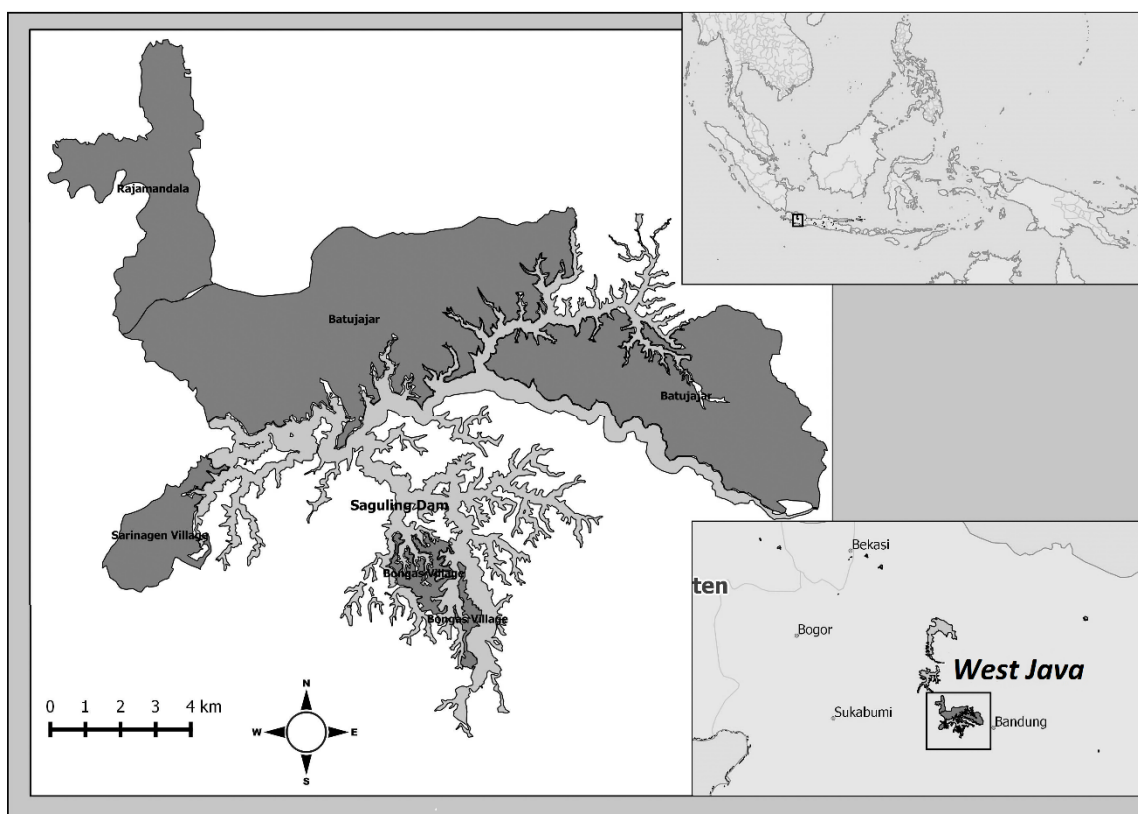 Rajamandala
Batujajar
Batujajar
Saguling Dam
Sarinagen Village
Bongas Village
Bongas Village
0 1 2 3 4 km
N
W E
S
Bekasi
ten
Bogor
West Java
Sukabumi
Bandung